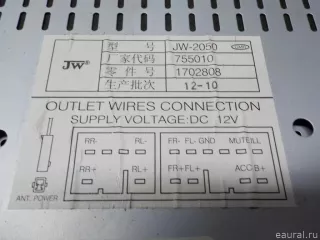 JW®
型 号 JW-2050
厂家代码 755010
零件号 1702808
生产批次 12-10
OUTLET WIRES CONNECTION
SUPPLY VOLTAGE:DC 12V
RR- RL- FR- FL- GND MUTE ILL
RR+ RL+ FR+ FL+ ACC B+
ANT. POWER
© eaural.ru